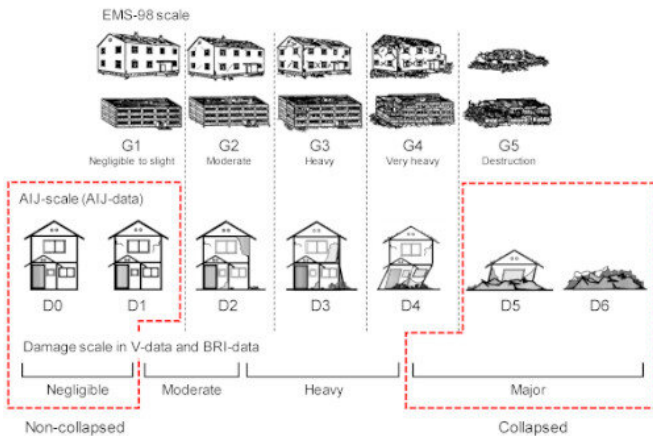 EMS-98 scale
G1 G2 G3 G4 G5
Negligible to slight Moderate Heavy Very heavy Destruction
AIJ-scale (AIJ-data)
D0 D1 D2 D3 D4 D5 D6
Damage scale in V-data and BRI-data
Negligible Moderate Heavy Major
Non-collapsed Collapsed